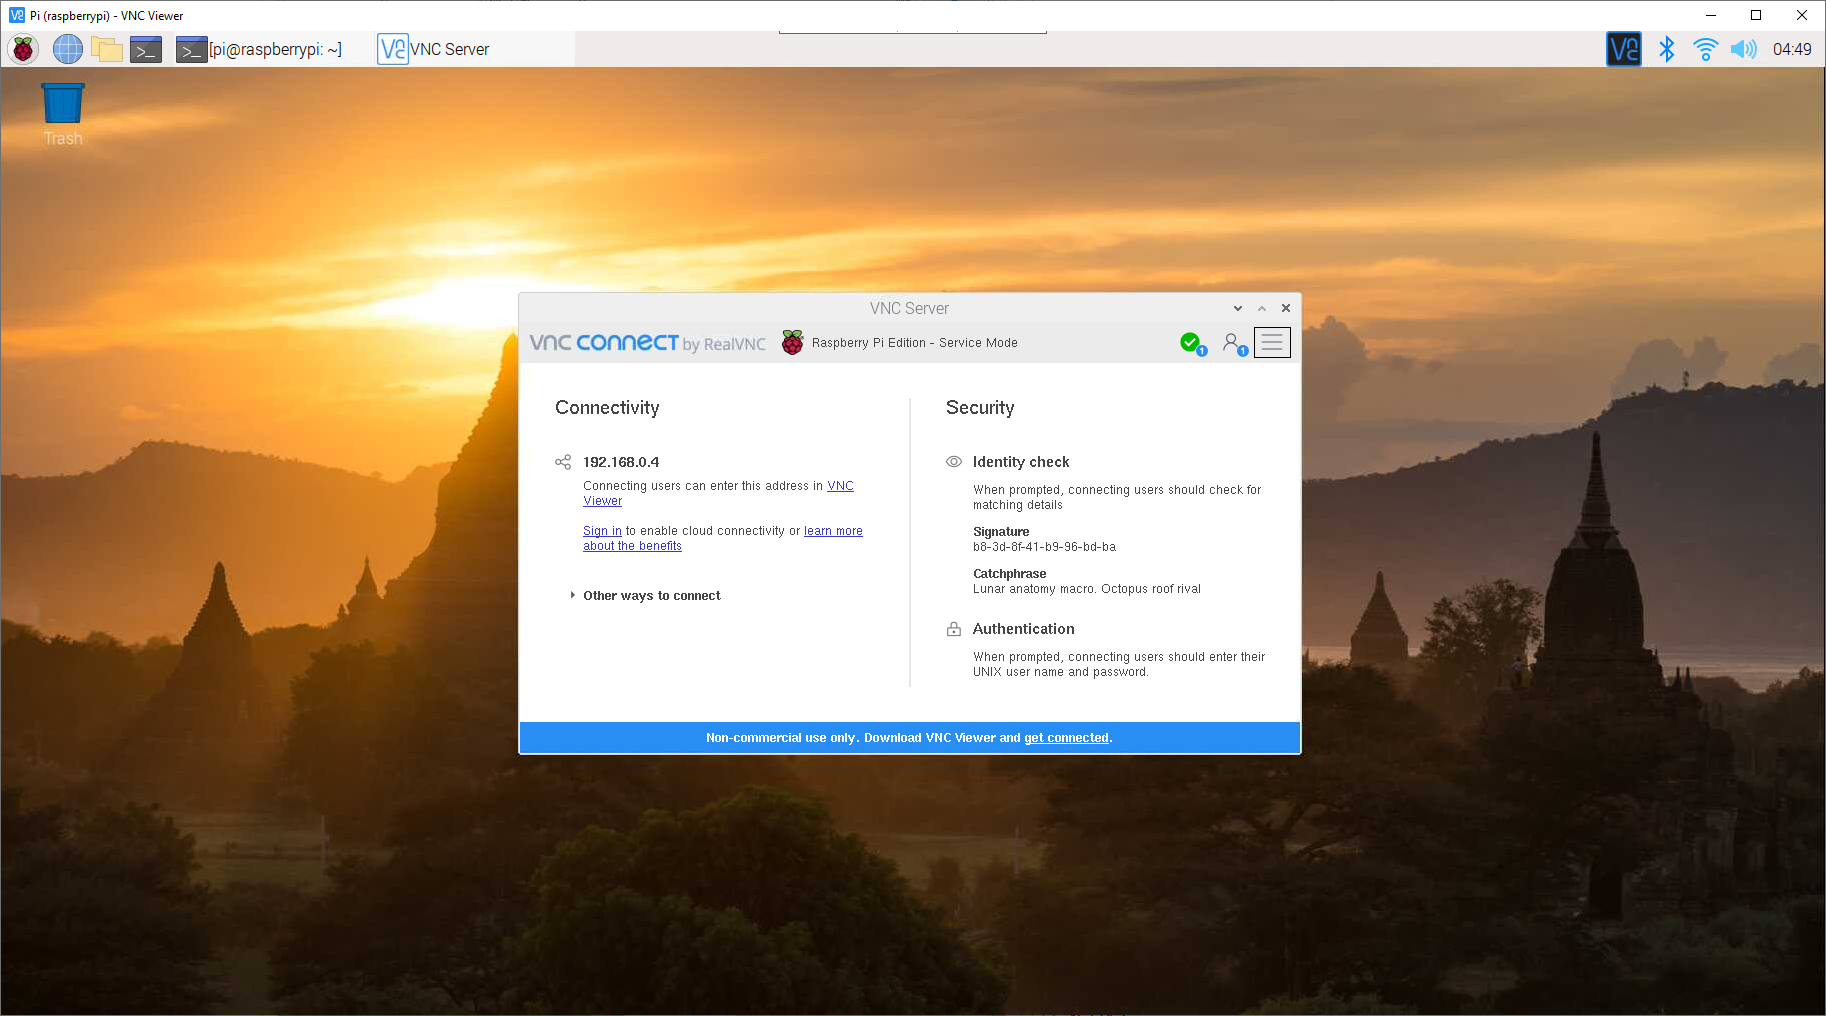 Pi (raspberrypi) - VNC Viewer
[pi@raspberrypi: ~]
VNC Server
04:49
Trash
VNC Server
vnc connect by RealVNC
Raspberry Pi Edition - Service Mode
1
1
Connectivity
192.168.0.4
Connecting users can enter this address in VNC
Viewer
Sign in to enable cloud connectivity or learn more
about the benefits
Other ways to connect
Security
Identity check
When prompted, connecting users should check for
matching details
Signature
b8-3d-8f-41-b9-96-bd-ba
Catchphrase
Lunar anatomy macro. Octopus roof rival
Authentication
When prompted, connecting users should enter their
UNIX user name and password.
Non-commercial use only. Download VNC Viewer and get connected.